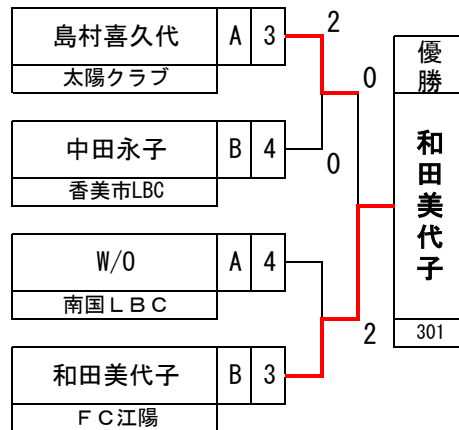 島村喜久代 A 3
太陽クラブ
2
0
中田永子 B 4
香美市LBC
0
W/O A 4
南国LBC
和田美代子 B 3
FC江陽
2
優勝
和田美代子
301